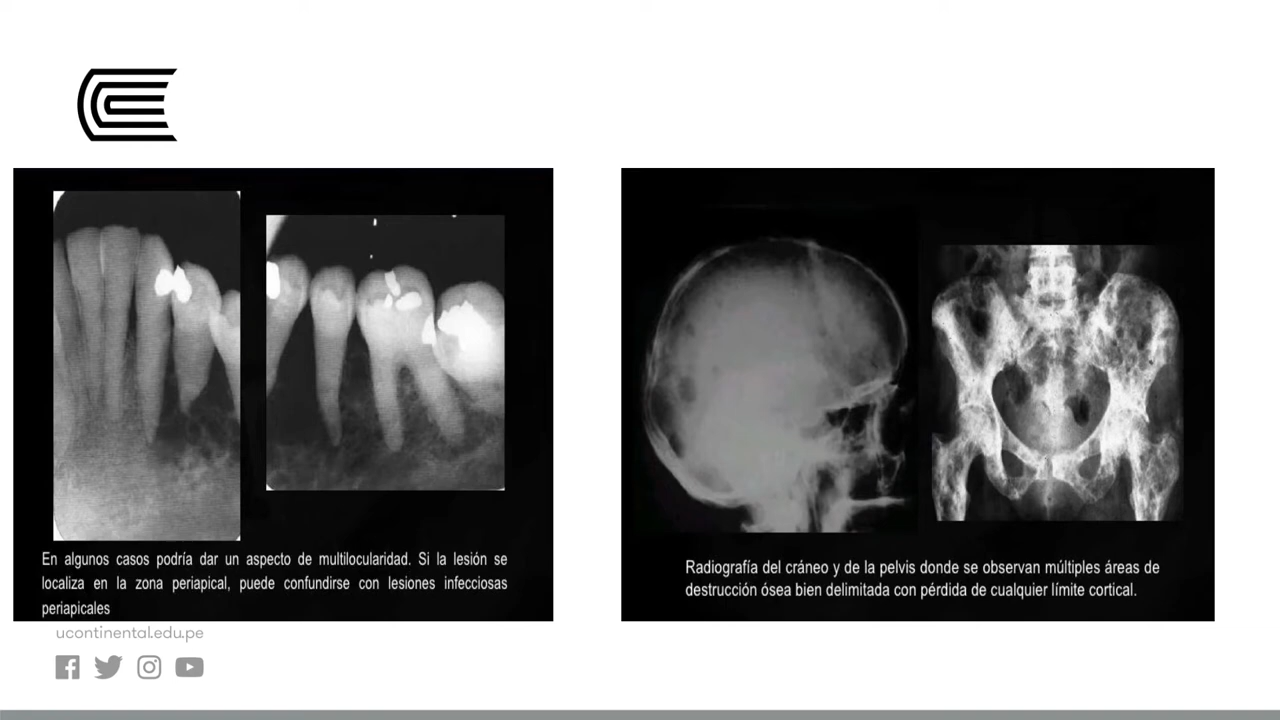 En algunos casos podría dar un aspecto de multilocularidad. Si la lesión se
localiza en la zona periapical, puede confundirse con lesiones infecciosas
periapicales
Radiografía del cráneo y de la pelvis donde se observan múltiples áreas de
destrucción ósea bien delimitada con pérdida de cualquier límite cortical.
ucontinental.edu.pe